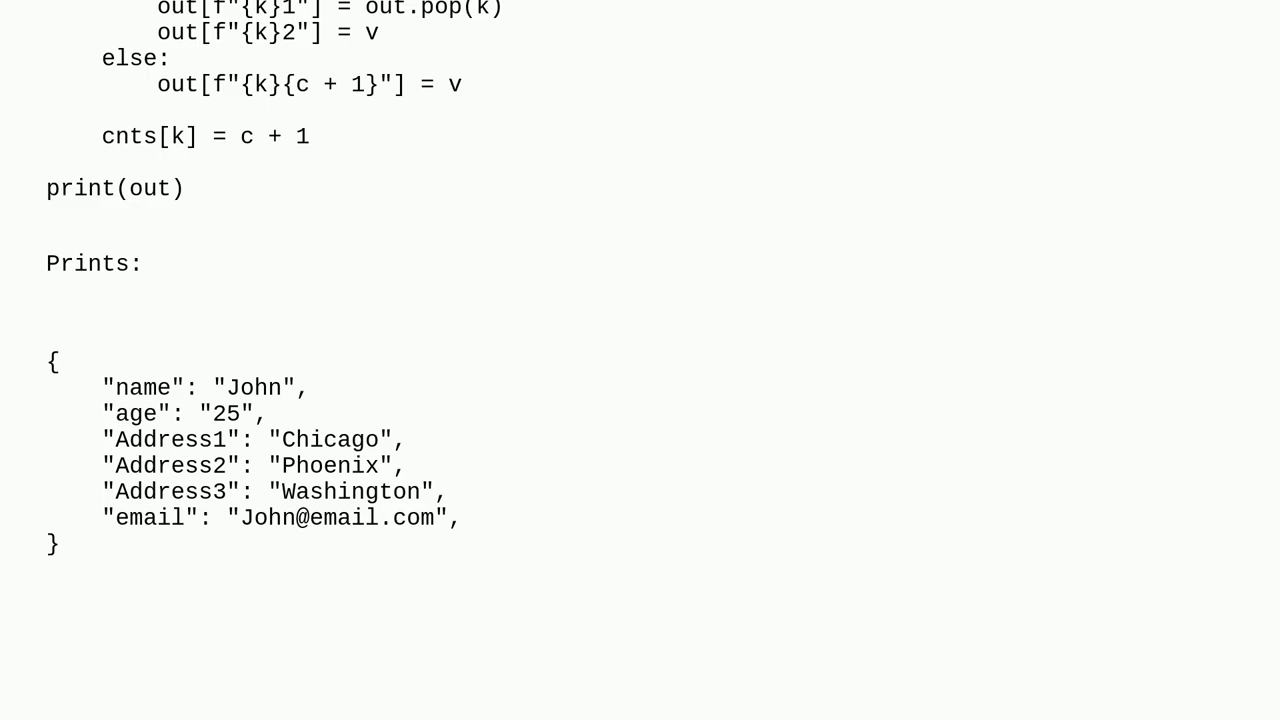 out[f"{k}1"] = out.pop(k)
        out[f"{k}2"] = v
    else:
        out[f"{k}{c + 1}"] = v

    cnts[k] = c + 1

print(out)

Prints:

{
    "name": "John",
    "age": "25",
    "Address1": "Chicago",
    "Address2": "Phoenix",
    "Address3": "Washington",
    "email": "John@email.com",
}